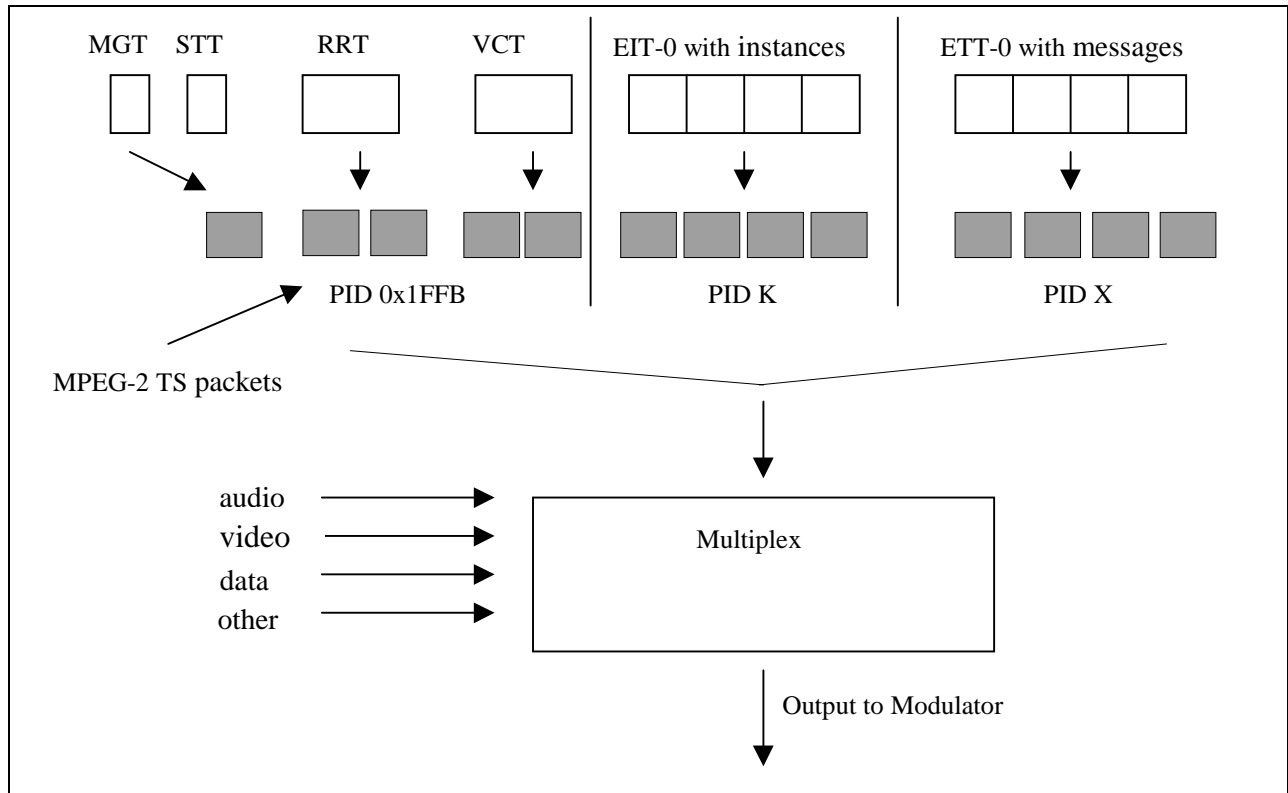 MGT STT RRT VCT EIT-0 with instances ETT-0 with messages
PID 0x1FFB PID K PID X
MPEG-2 TS packets
audio
video
Multiplex
data
other
Output to Modulator